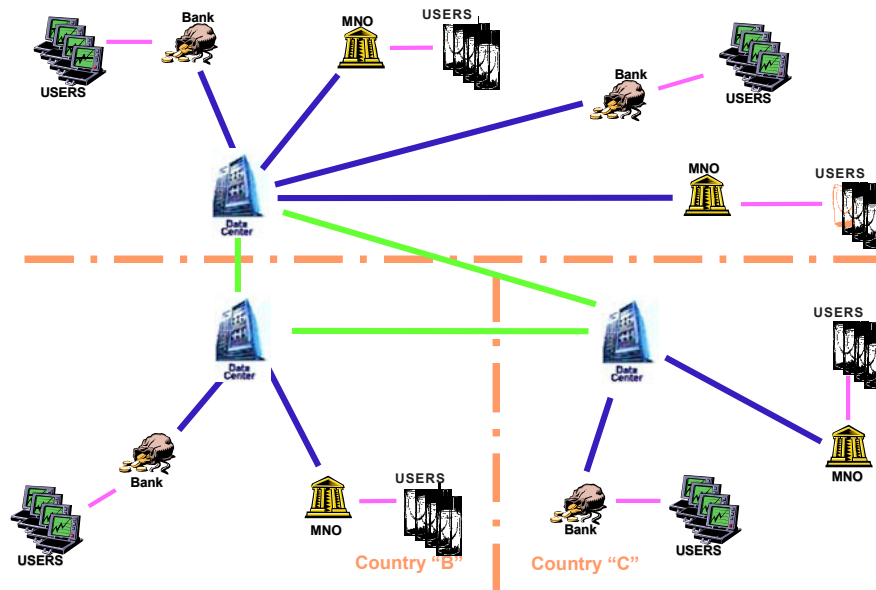 Bank
MNO
USERS
USERS
Bank
USERS
MNO
USERS
Data
Center
Data
Center
Data
Center
USERS
Bank
USERS
MNO
USERS
MNO
Bank
USERS
Country “B”
Country “C”